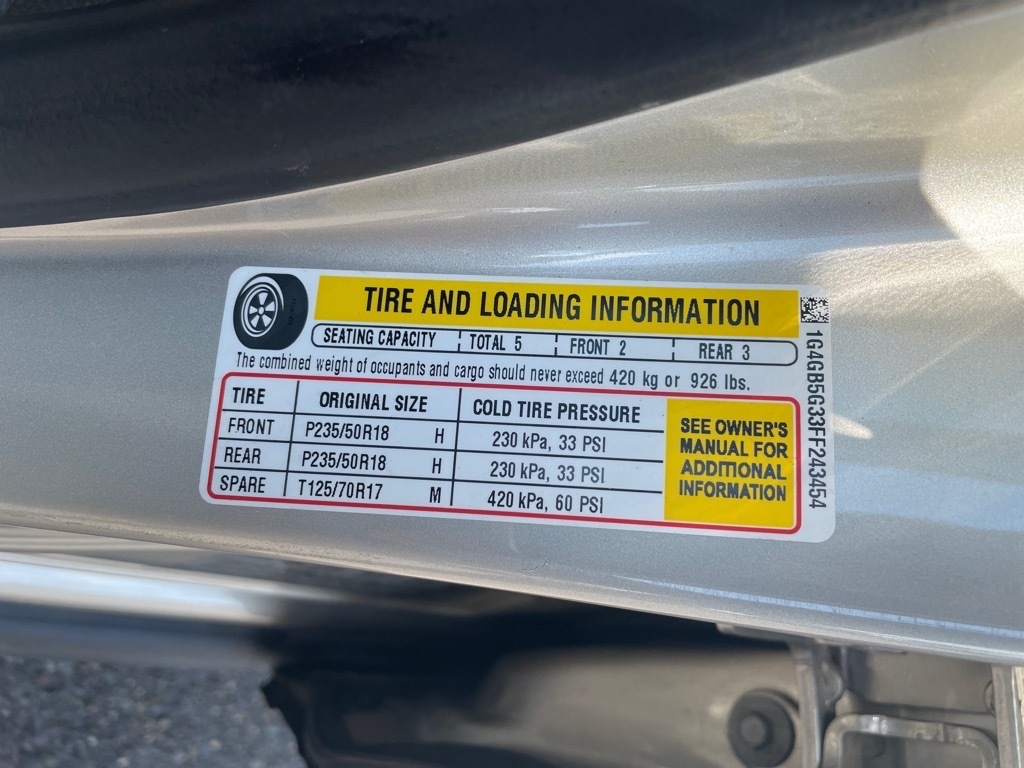 TIRE AND LOADING INFORMATION
SEATING CAPACITY TOTAL 5 FRONT 2 REAR 3
The combined weight of occupants and cargo should never exceed 420 kg or 926 lbs.
TIRE ORIGINAL SIZE COLD TIRE PRESSURE
FRONT P235/50R18 H 230 kPa, 33 PSI
REAR P235/50R18 H 230 kPa, 33 PSI
SPARE T125/70R17 M 420 kPa, 60 PSI
SEE OWNER'S
MANUAL FOR
ADDITIONAL
INFORMATION
1G4GB5G33FF243454